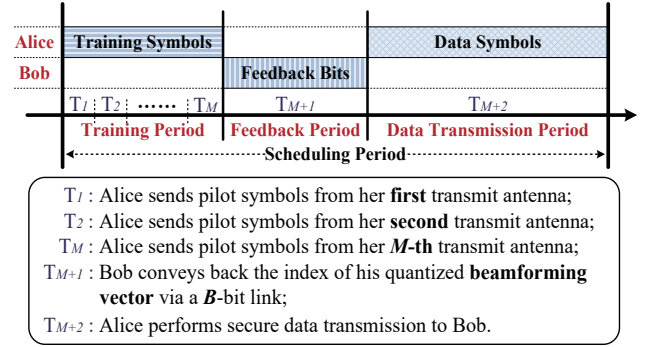 Alice Training Symbols Data Symbols
Bob Feedback Bits
T1 T2 ...... TM TM+1 TM+2
Training Period Feedback Period Data Transmission Period
Scheduling Period
T1 : Alice sends pilot symbols from her first transmit antenna;
T2 : Alice sends pilot symbols from her second transmit antenna;
TM : Alice sends pilot symbols from her M-th transmit antenna;
TM+1 : Bob conveys back the index of his quantized beamforming
vector via a B-bit link;
TM+2 : Alice performs secure data transmission to Bob.